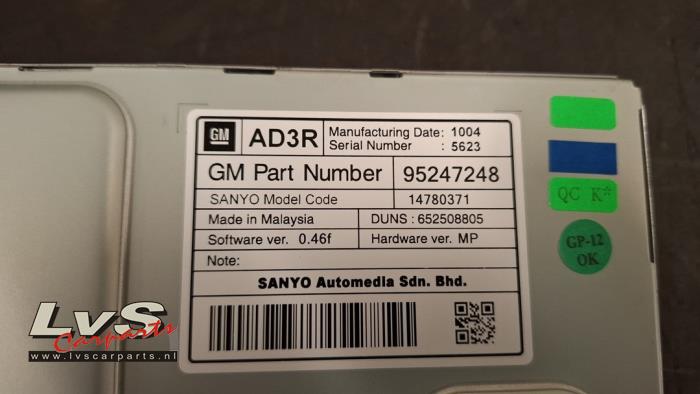 GM
AD3R
Manufacturing Date: 1004
Serial Number : 5623
GM Part Number 95247248
SANYO Model Code 14780371
Made in Malaysia DUNS : 652508805
Software ver. 0.46f Hardware ver. MP
Note:
SANYO Automedia Sdn. Bhd.
QC K*
GP-12
OK
LvS
Carparts
www.lvscarparts.nl